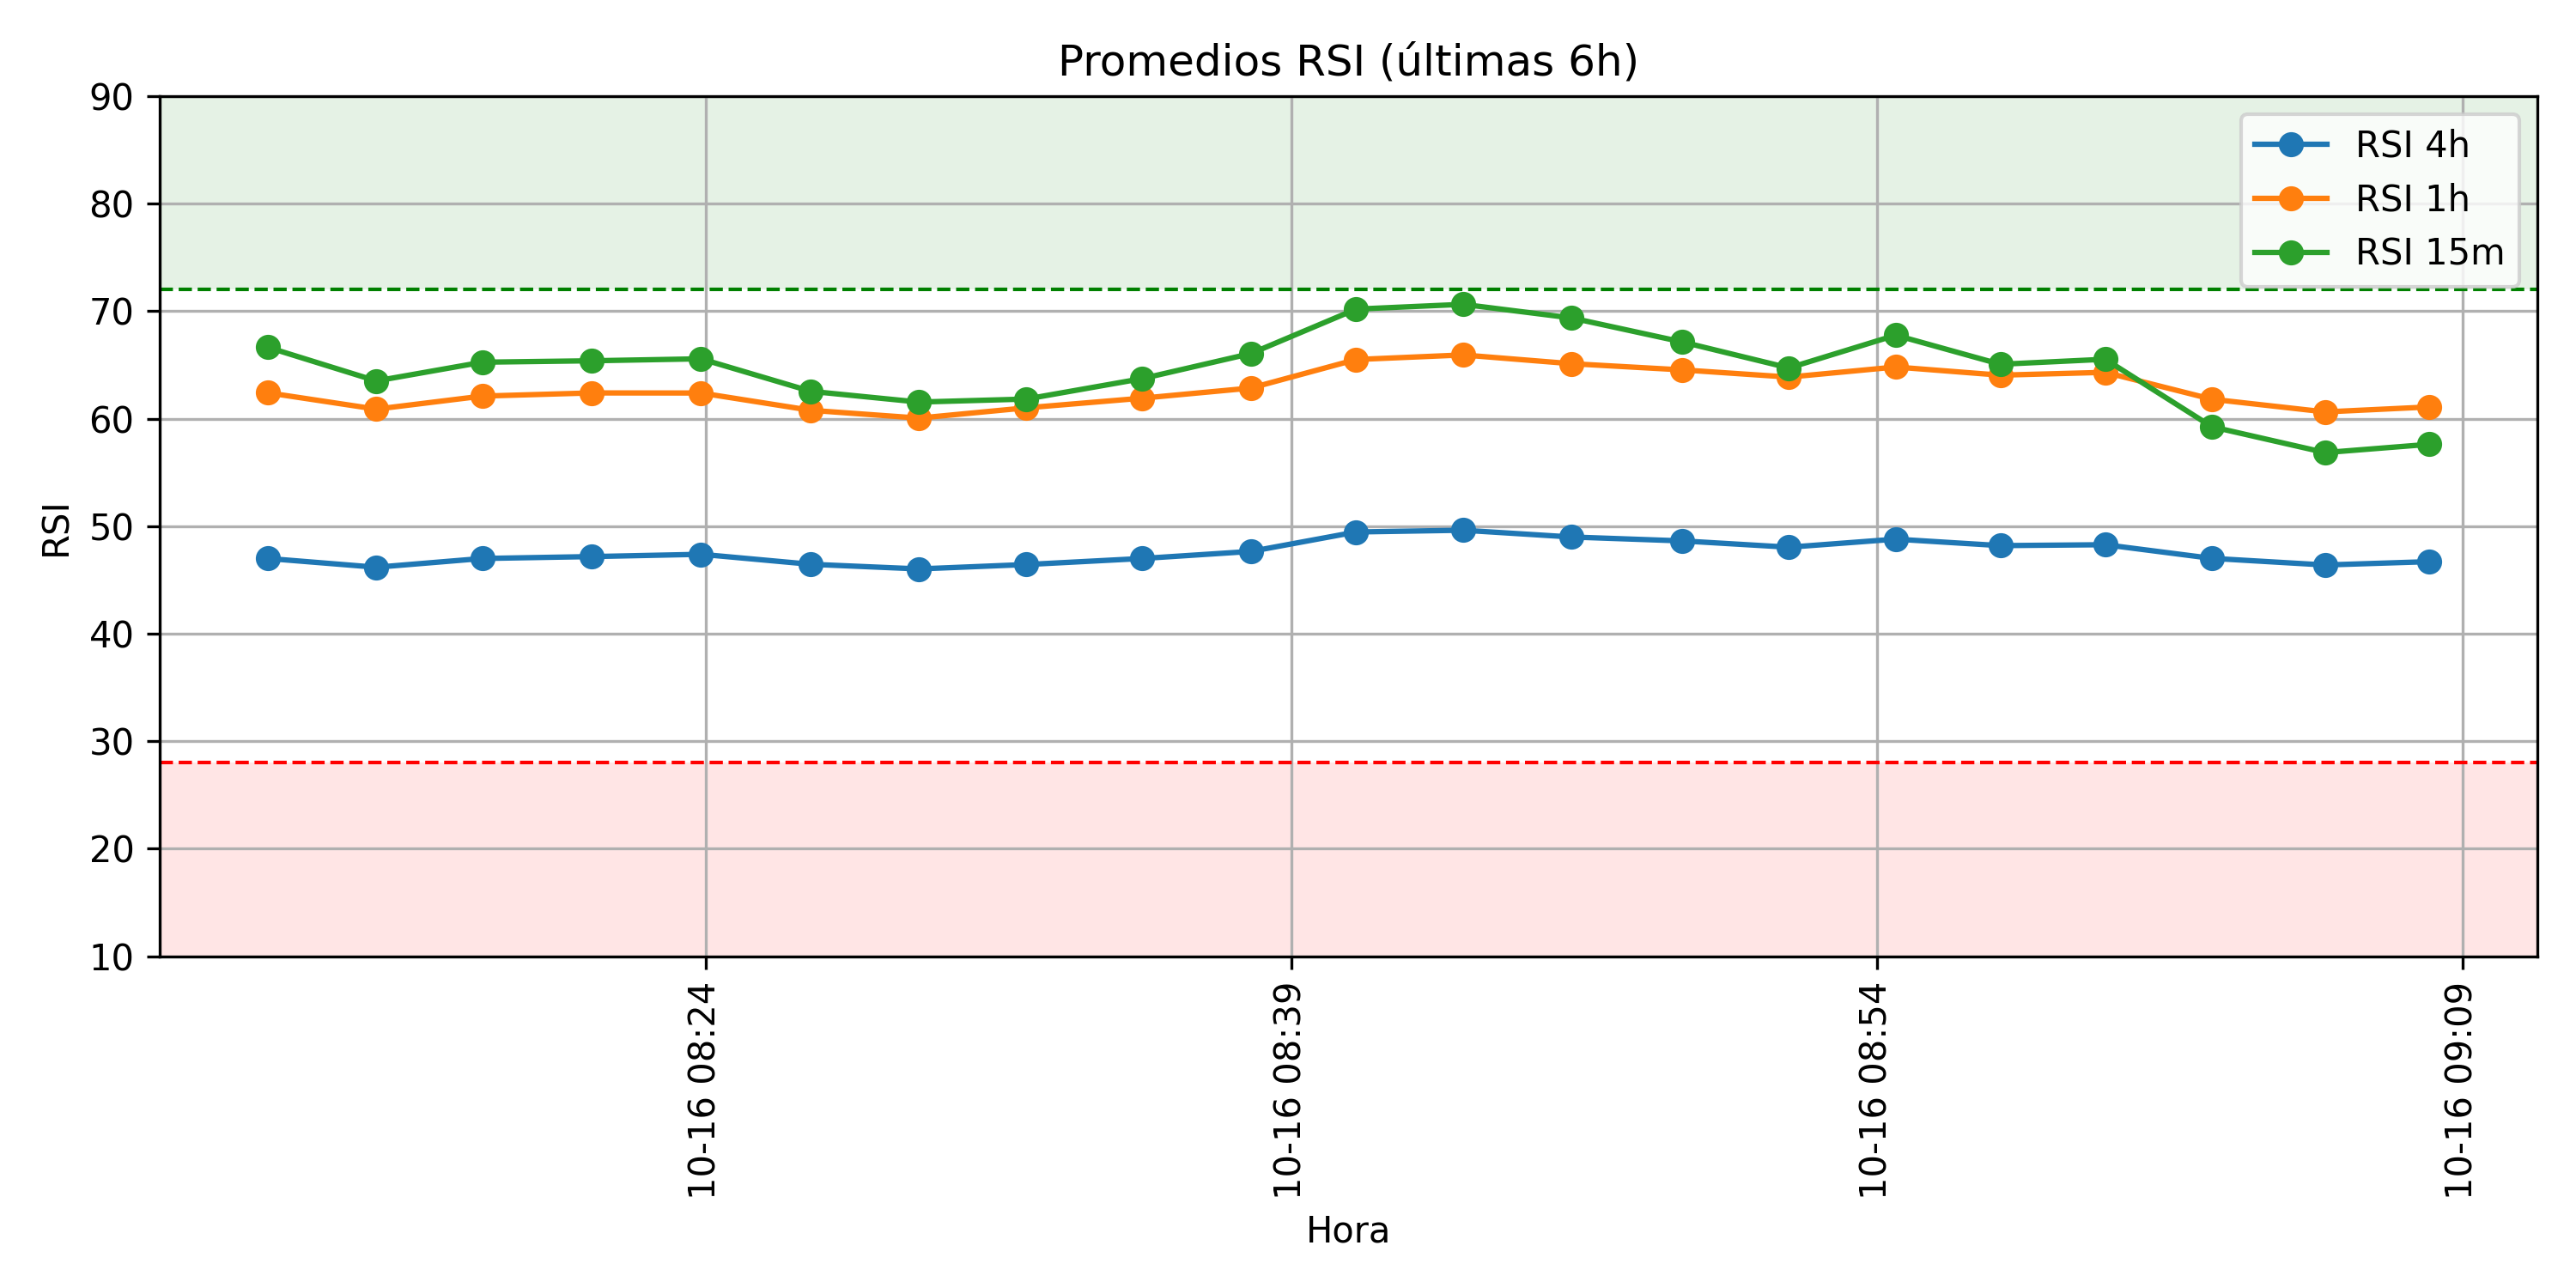 Promedios RSI (últimas 6h)
90
80
70
60
50
40
30
20
10
RSI
RSI 4h
RSI 1h
RSI 15m
10-16 08:24
10-16 08:39
10-16 08:54
10-16 09:09
Hora